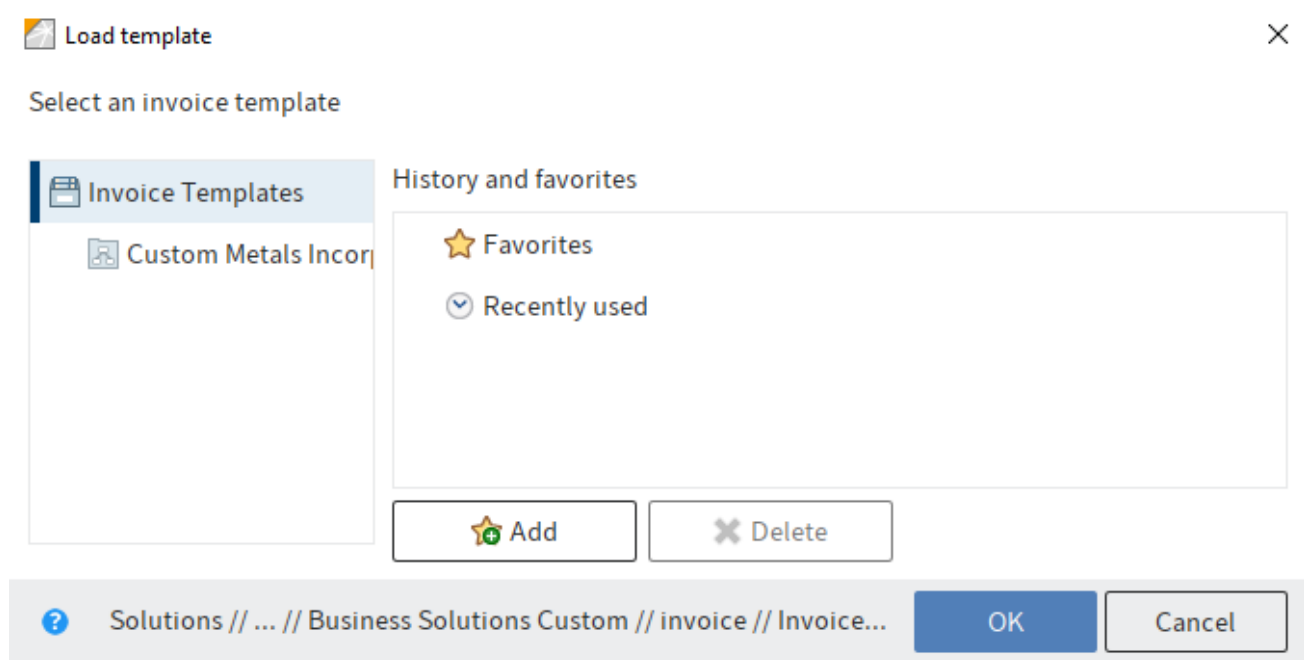 Load template
Select an invoice template
Invoice Templates
Custom Metals Incorp
History and favorites
Favorites
Recently used
Add
Delete
Solutions // ... // Business Solutions Custom // invoice // Invoice...
OK
Cancel